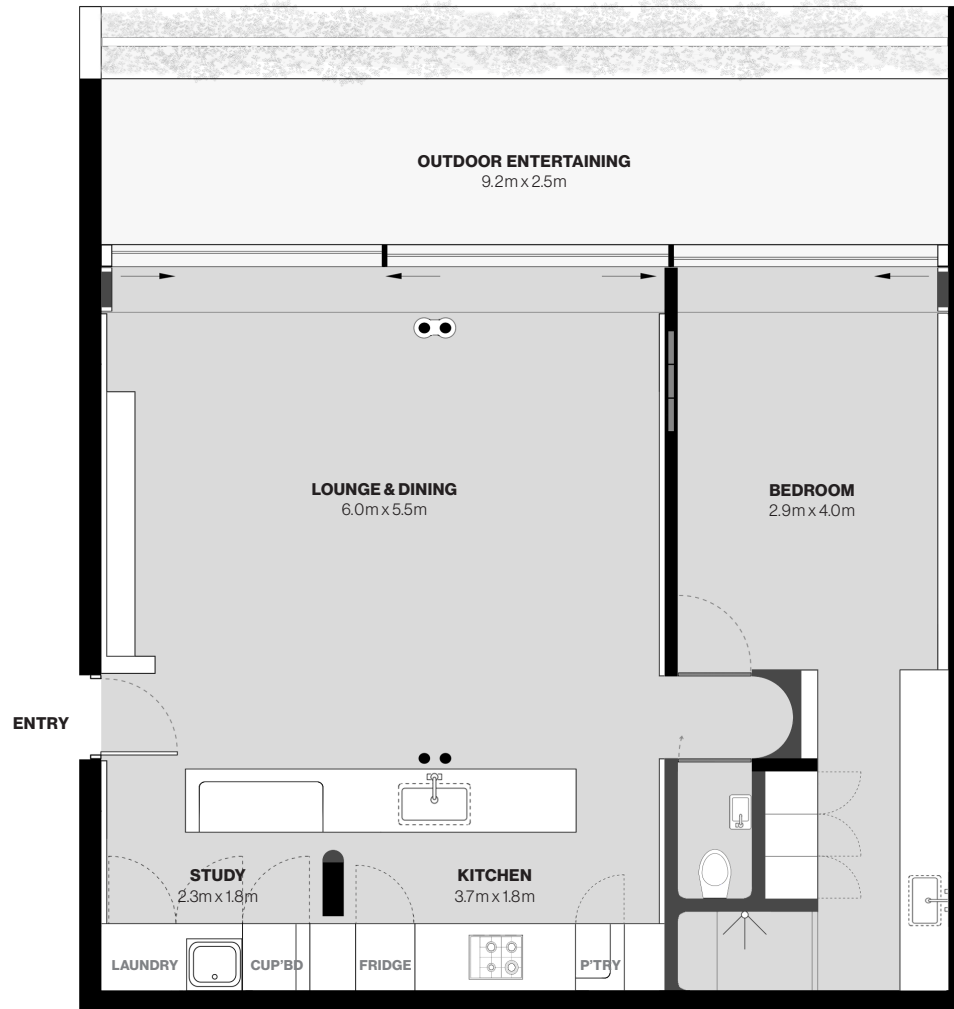 OUTDOOR ENTERTAINING
9.2m x 2.5m
LOUNGE & DINING
6.0m x 5.5m
BEDROOM
2.9m x 4.0m
ENTRY
STUDY
2.3m x 1.8m
KITCHEN
3.7m x 1.8m
LAUNDRY
CUP'BD
FRIDGE
P'TRY